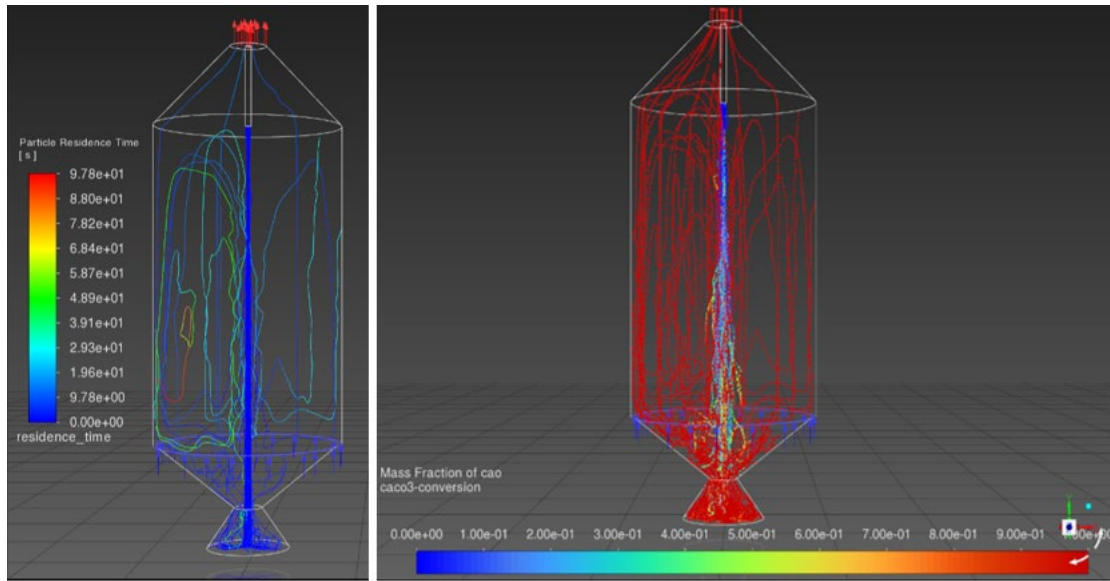 Particle Residence Time
[ s ]
9.78e+01
8.80e+01
7.82e+01
6.84e+01
5.87e+01
4.89e+01
3.91e+01
2.93e+01
1.96e+01
9.78e+00
0.00e+00
residence_time
Mass Fraction of cao
caco3-conversion
0.00e+00 1.00e-01 2.00e-01 3.00e-01 4.00e-01 5.00e-01 6.00e-01 7.00e-01 8.00e-01 9.00e-01